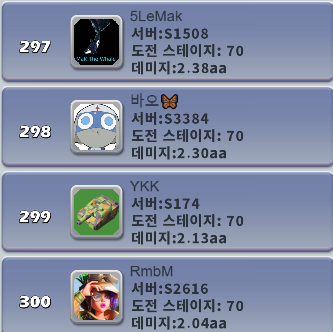 297
MaK The Whale
5LeMak
서버:S1508
도전 스테이지: 70
데미지:2.38aa
298
바오🦋
서버:S3384
도전 스테이지: 70
데미지:2.30aa
299
YKK
서버:S174
도전 스테이지: 70
데미지:2.13aa
300
RmbM
서버:S2616
도전 스테이지: 70
데미지:2.04aa